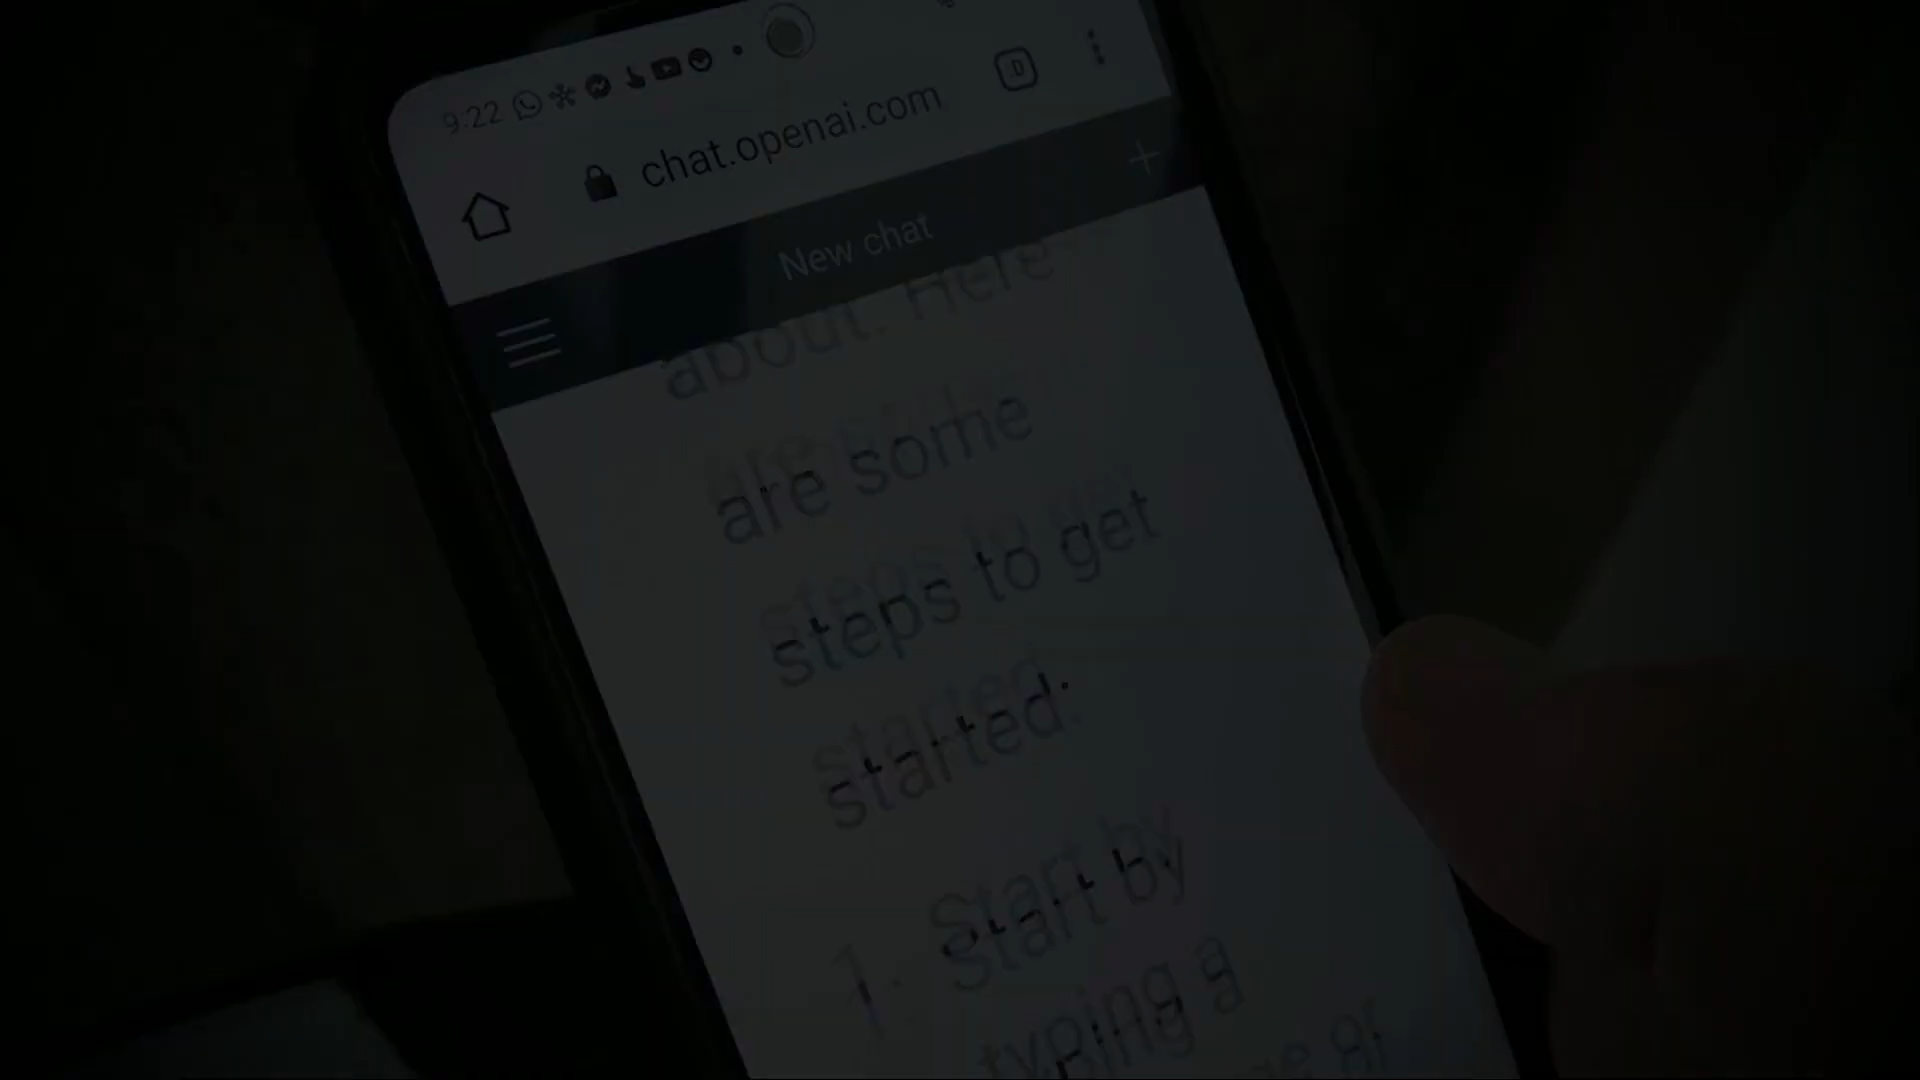 9:22
chat.openai.com
:D
New chat
about. Here
are some
steps to get
started:
1. Start by
typing a